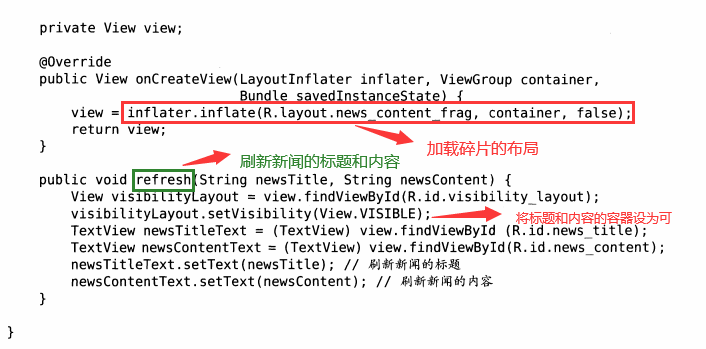 private View view;
@Override
public View onCreateView(LayoutInflater inflater, ViewGroup container,
Bundle savedInstanceState) {
view = inflater.inflate(R.layout.news_content_frag, container, false);
return view;
}
加载碎片的布局
刷新新闻的标题和内容
public void refresh(String newsTitle, String newsContent) {
View visibilityLayout = view.findViewById(R.id.visibility_layout);
visibilityLayout.setVisibility(View.VISIBLE);
将标题和内容的容器设为可
TextView newsTitleText = (TextView) view.findViewById (R.id.news_title);
TextView newsContentText = (TextView) view.findViewById(R.id.news_content);
newsTitleText.setText(newsTitle); // 刷新新闻的标题
newsContentText.setText(newsContent); // 刷新新闻的内容
}
}